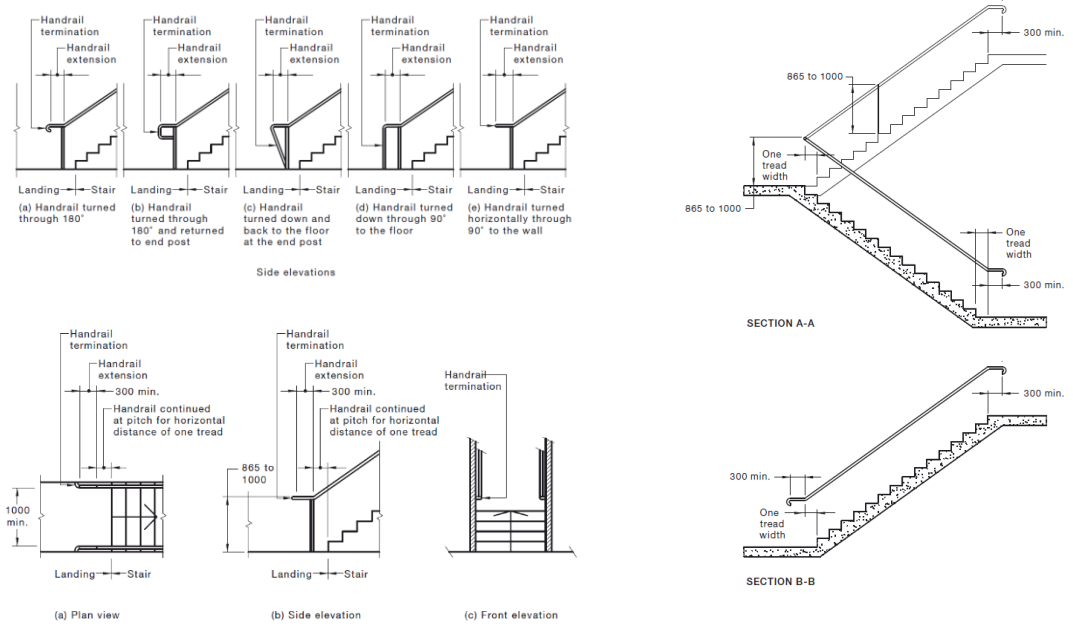 Handrail
termination
Handrail
extension
Handrail
termination
Handrail
extension
Handrail
termination
Handrail
extension
Handrail
termination
Handrail
extension
Handrail
termination
Handrail
extension
Landing
Stair
Landing
Stair
Landing
Stair
Landing
Stair
Landing
Stair
(a) Handrail turned
through 180°
(b) Handrail
turned through
180° and returned
to end post
(c) Handrail
turned down and
back to the floor
at the end post
(d) Handrail turned
down through 90°
to the floor
(e) Handrail turned
horizontally through
90° to the wall
Side elevations
Handrail
termination
Handrail
extension
300 min.
Handrail continued
at pitch for horizontal
distance of one tread
1000
min.
Landing
Stair
(a) Plan view
Handrail
termination
Handrail
extension
300 min.
Handrail continued
at pitch for horizontal
distance of one tread
865 to
1000
Landing
Stair
(b) Side elevation
Handrail
termination
(c) Front elevation
300 min.
865 to 1000
One
tread
width
865 to 1000
One
tread
width
300 min.
SECTION A-A
300 min.
300 min.
One
tread
width
SECTION B-B